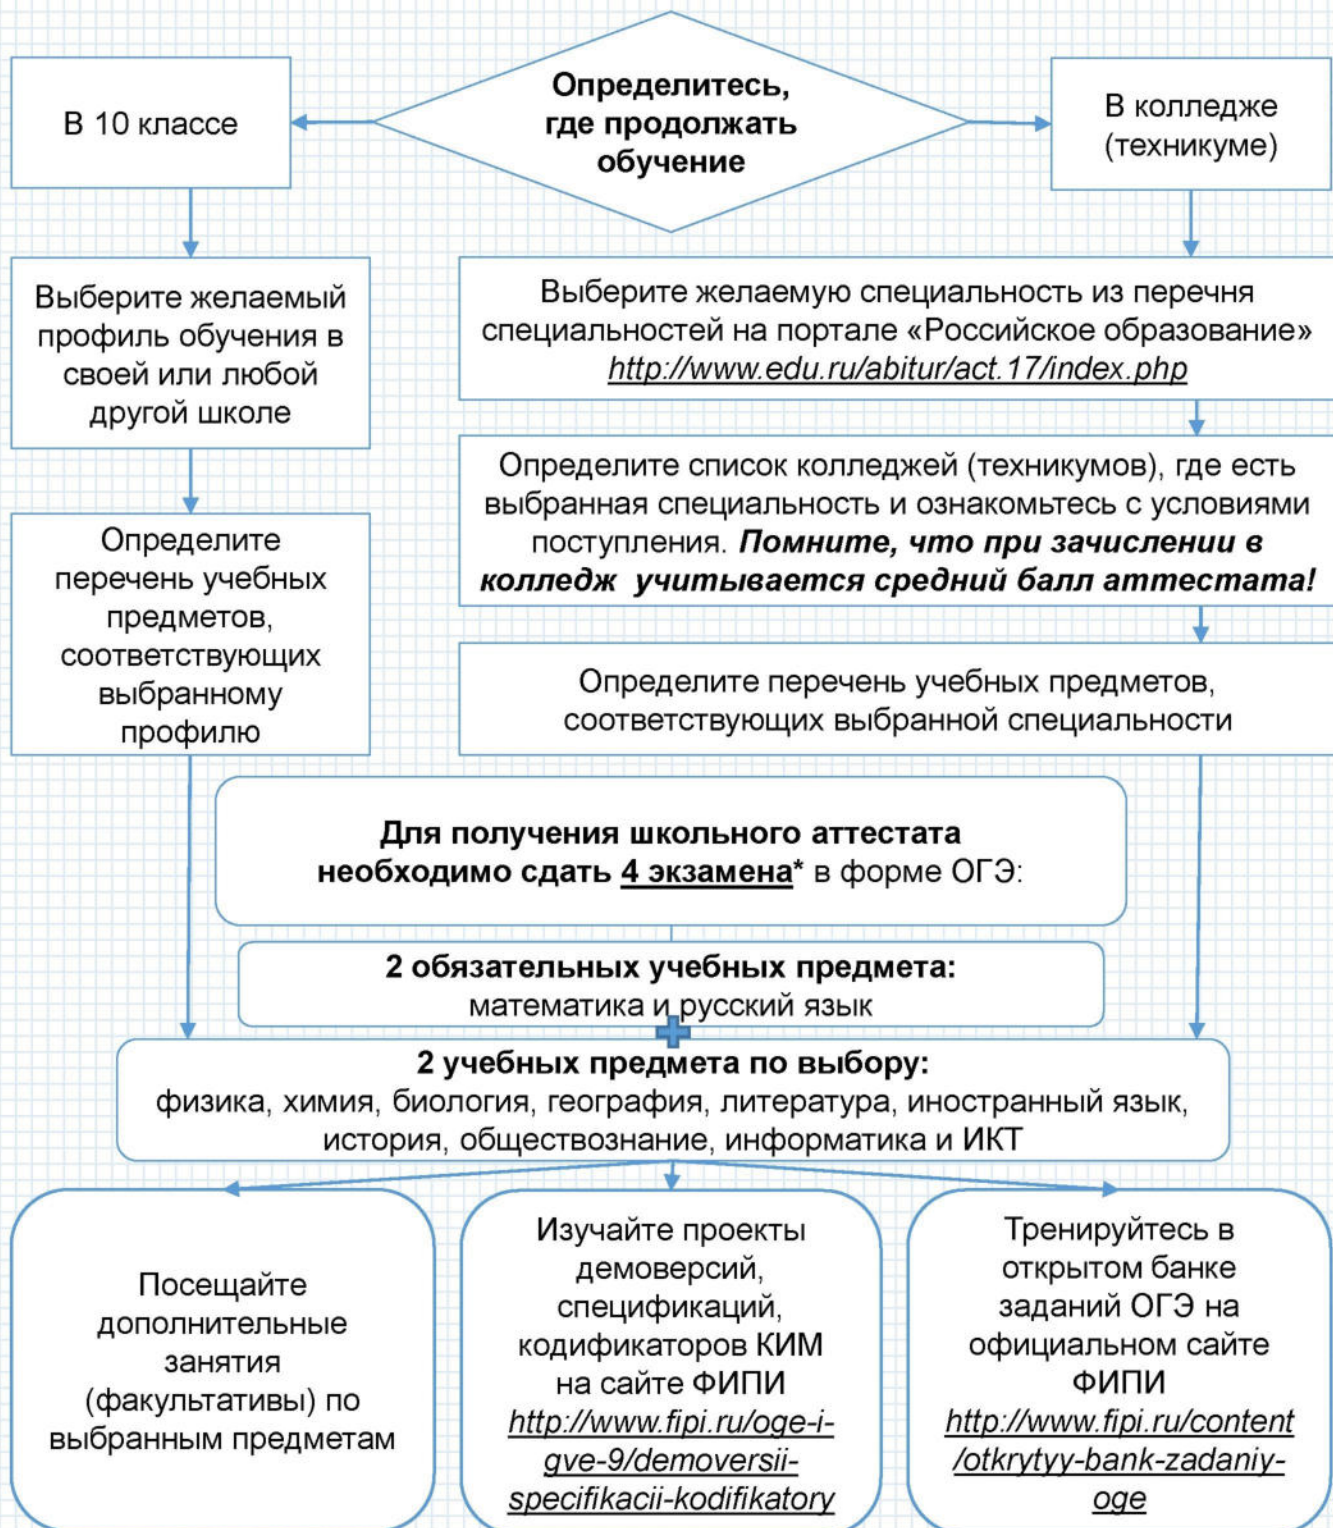 Определитесь,
где продолжать
обучение
В 10 классе
В колледже
(техникуме)
Выберите желаемый
профиль обучения в
своей или любой
другой школе
Определите
перечень учебных
предметов,
соответствующих
выбранному
профилю
Выберите желаемую специальность из перечня
специальностей на портале «Российское образование»
http://www.edu.ru/abitur/act.17/index.php
Определите список колледжей (техникумов), где есть
выбранная специальность и ознакомьтесь с условиями
поступления. Помните, что при зачислении в
колледж учитывается средний балл аттестата!
Определите перечень учебных предметов,
соответствующих выбранной специальности
Для получения школьного аттестата
необходимо сдать 4 экзамена* в форме ОГЭ:
2 обязательных учебных предмета:
математика и русский язык
2 учебных предмета по выбору:
физика, химия, биология, география, литература, иностранный язык,
история, обществознание, информатика и ИКТ
Посещайте
дополнительные
занятия
(факультативы) по
выбранным предметам
Изучайте проекты
демоверсий,
спецификаций,
кодификаторов КИМ
на сайте ФИПИ
http://www.fipi.ru/oge-i-
gve-9/demoversii-
specifikacii-kodifikatory
Тренируйтесь в
открытом банке
заданий ОГЭ на
официальном сайте
ФИПИ
http://www.fipi.ru/content
/otkrytyy-bank-zadaniy-
oge